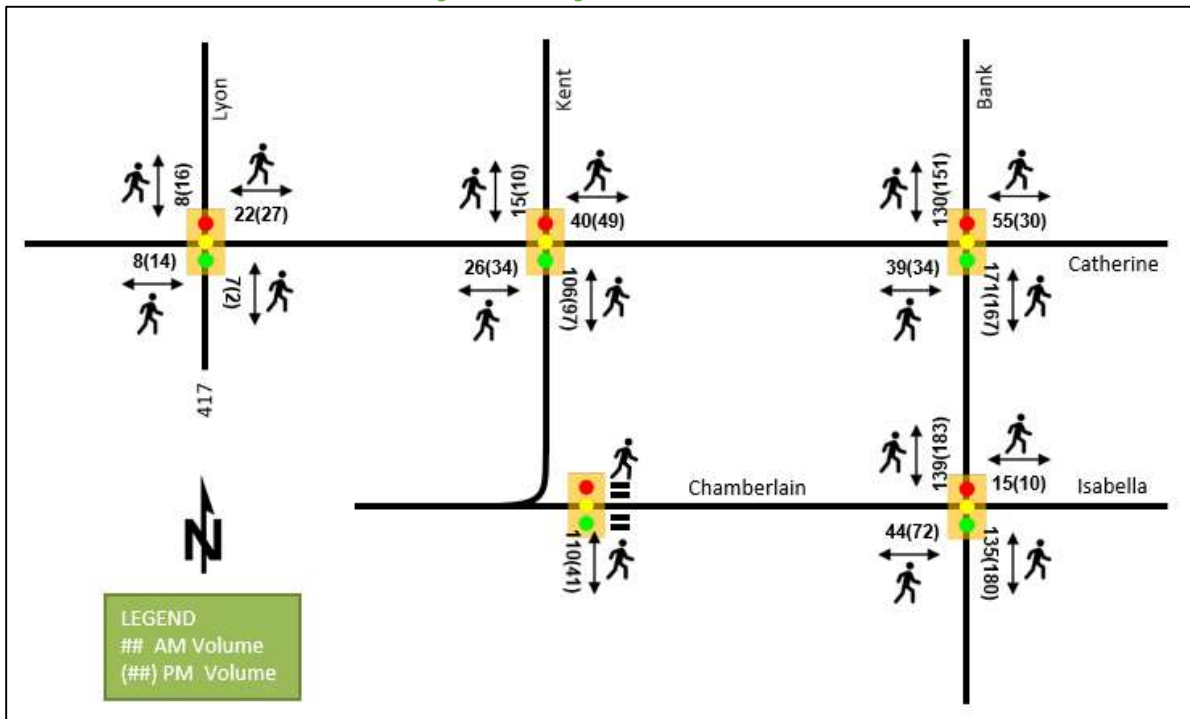 Lyon
Kent
Bank
8(16)
22(27)
15(10)
40(49)
130(151)
55(30)
Catherine
8(14)
7(2)
26(34)
106(97)
39(34)
171(167)
417
139(183)
15(10)
Chamberlain
Isabella
110(41)
44(72)
135(180)
N
LEGEND
## AM Volume
(##) PM Volume